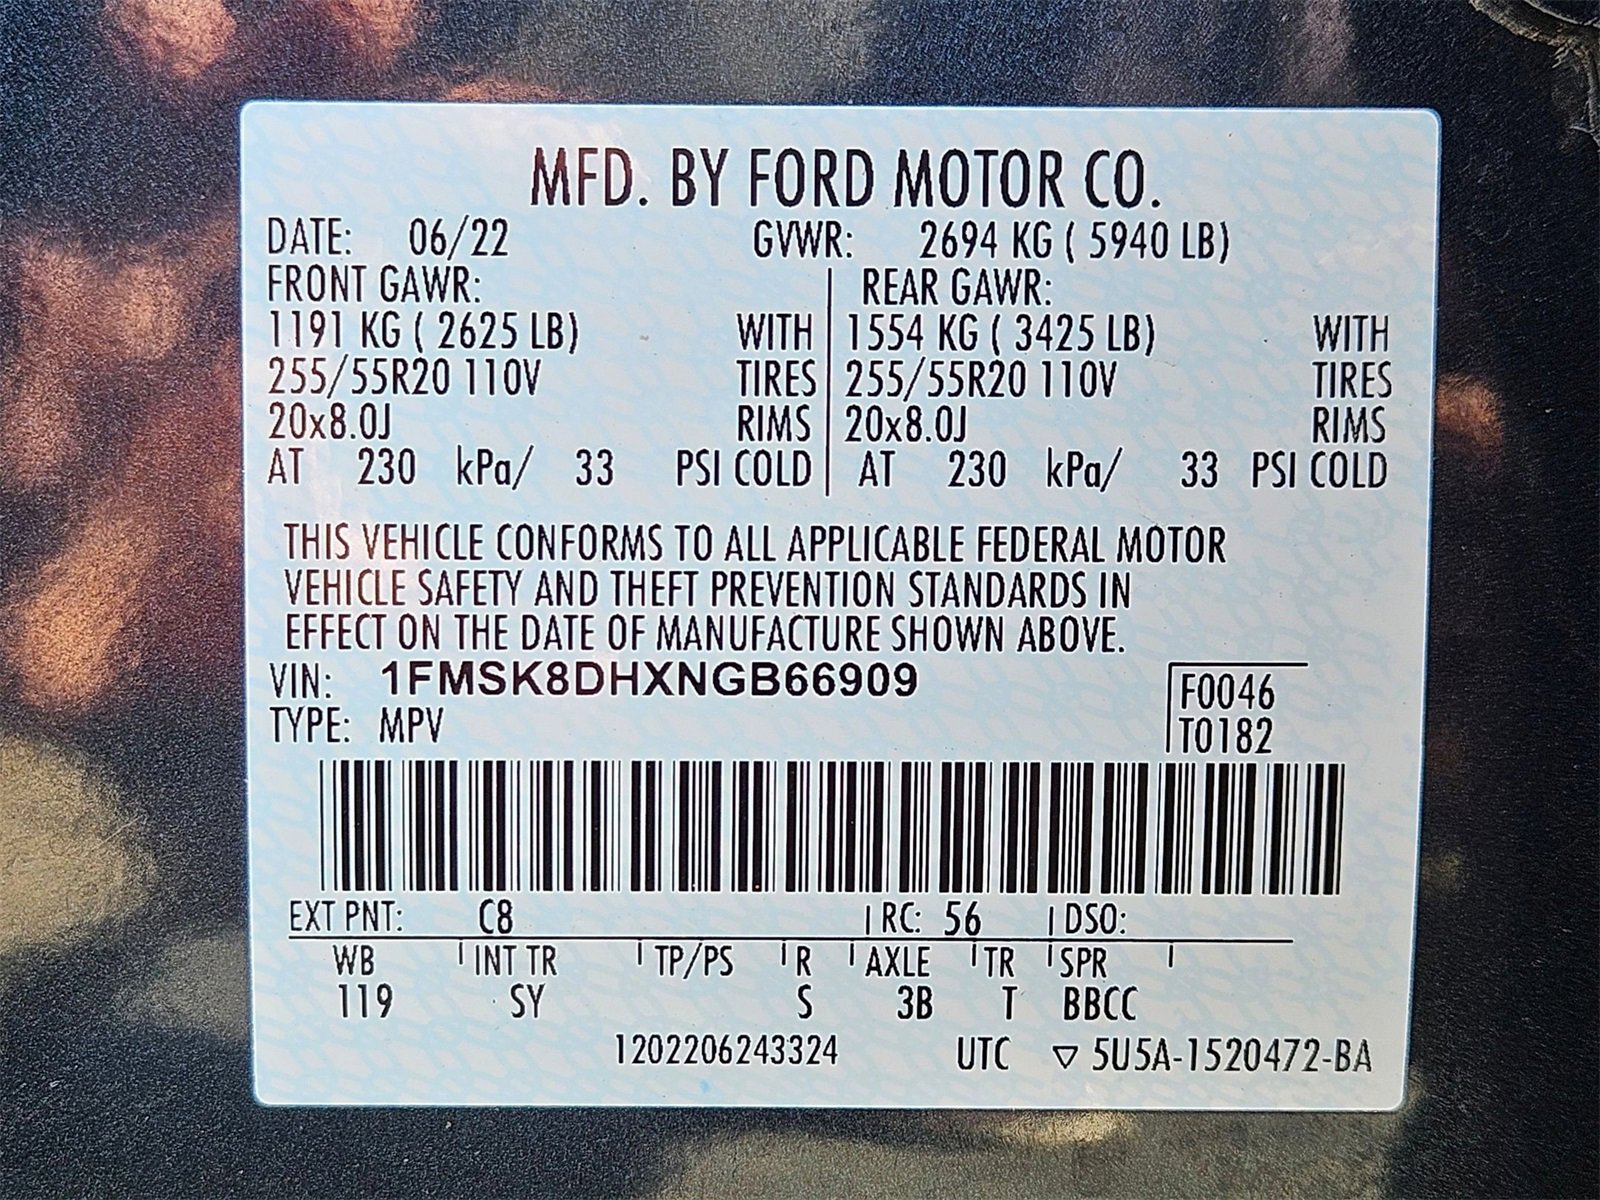 MFD. BY FORD MOTOR CO.
DATE: 06/22 GVWR: 2694 KG ( 5940 LB)
FRONT GAWR: REAR GAWR:
1191 KG ( 2625 LB) WITH 1554 KG ( 3425 LB) WITH
255/55R20 110V TIRES 255/55R20 110V TIRES
20x8.0J RIMS 20x8.0J RIMS
AT 230 kPa/ 33 PSI COLD AT 230 kPa/ 33 PSI COLD
THIS VEHICLE CONFORMS TO ALL APPLICABLE FEDERAL MOTOR
VEHICLE SAFETY AND THEFT PREVENTION STANDARDS IN
EFFECT ON THE DATE OF MANUFACTURE SHOWN ABOVE.
VIN: 1FMSK8DHXNGB66909 F0046
TYPE: MPV T0182
EXT PNT: C8 RC: 56 DSO:
WB INT TR TP/PS R AXLE TR SPR
119 SY S 3B T BBCC
1202206243324 UTC ▽ 5U5A-1520472-BA